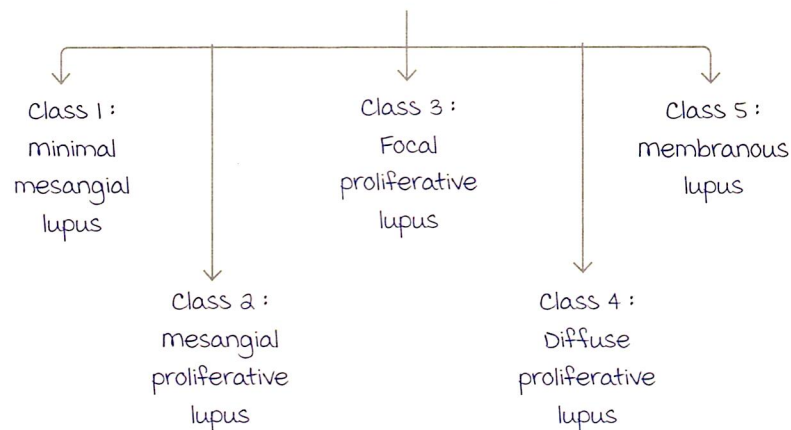 Class 1 :
minimal
mesangial
lupus
Class 2 :
mesangial
proliferative
lupus
Class 3 :
Focal
proliferative
lupus
Class 4 :
Diffuse
proliferative
lupus
Class 5 :
membranous
lupus